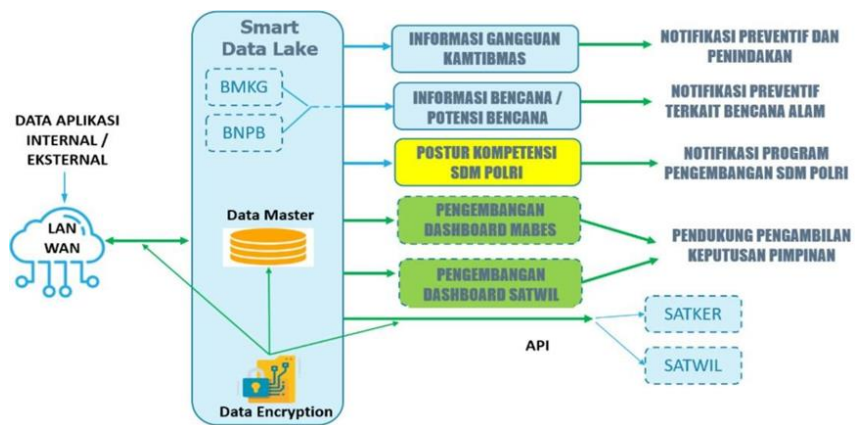 Smart
Data Lake
BMKG
BNPB
DATA APLIKASI
INTERNAL /
EKSTERNAL
LAN
WAN
Data Master
Data Encryption
INFORMASI GANGGUAN
KAMTIBMAS
NOTIFIKASI PREVENTIF DAN
PENINDAKAN
INFORMASI BENCANA /
POTENSI BENCANA
NOTIFIKASI PREVENTIF
TERKAIT BENCANA ALAM
POSTUR KOMPETENSI
SDM POLRI
NOTIFIKASI PROGRAM
PENGEMBANGAN SDM POLRI
PENGEMBANGAN
DASHBOARD MABES
PENGEMBANGAN
DASHBOARD SATWIL
PENDUKUNG PENGAMBILAN
KEPUTUSAN PIMPINAN
API
SATKER
SATWIL